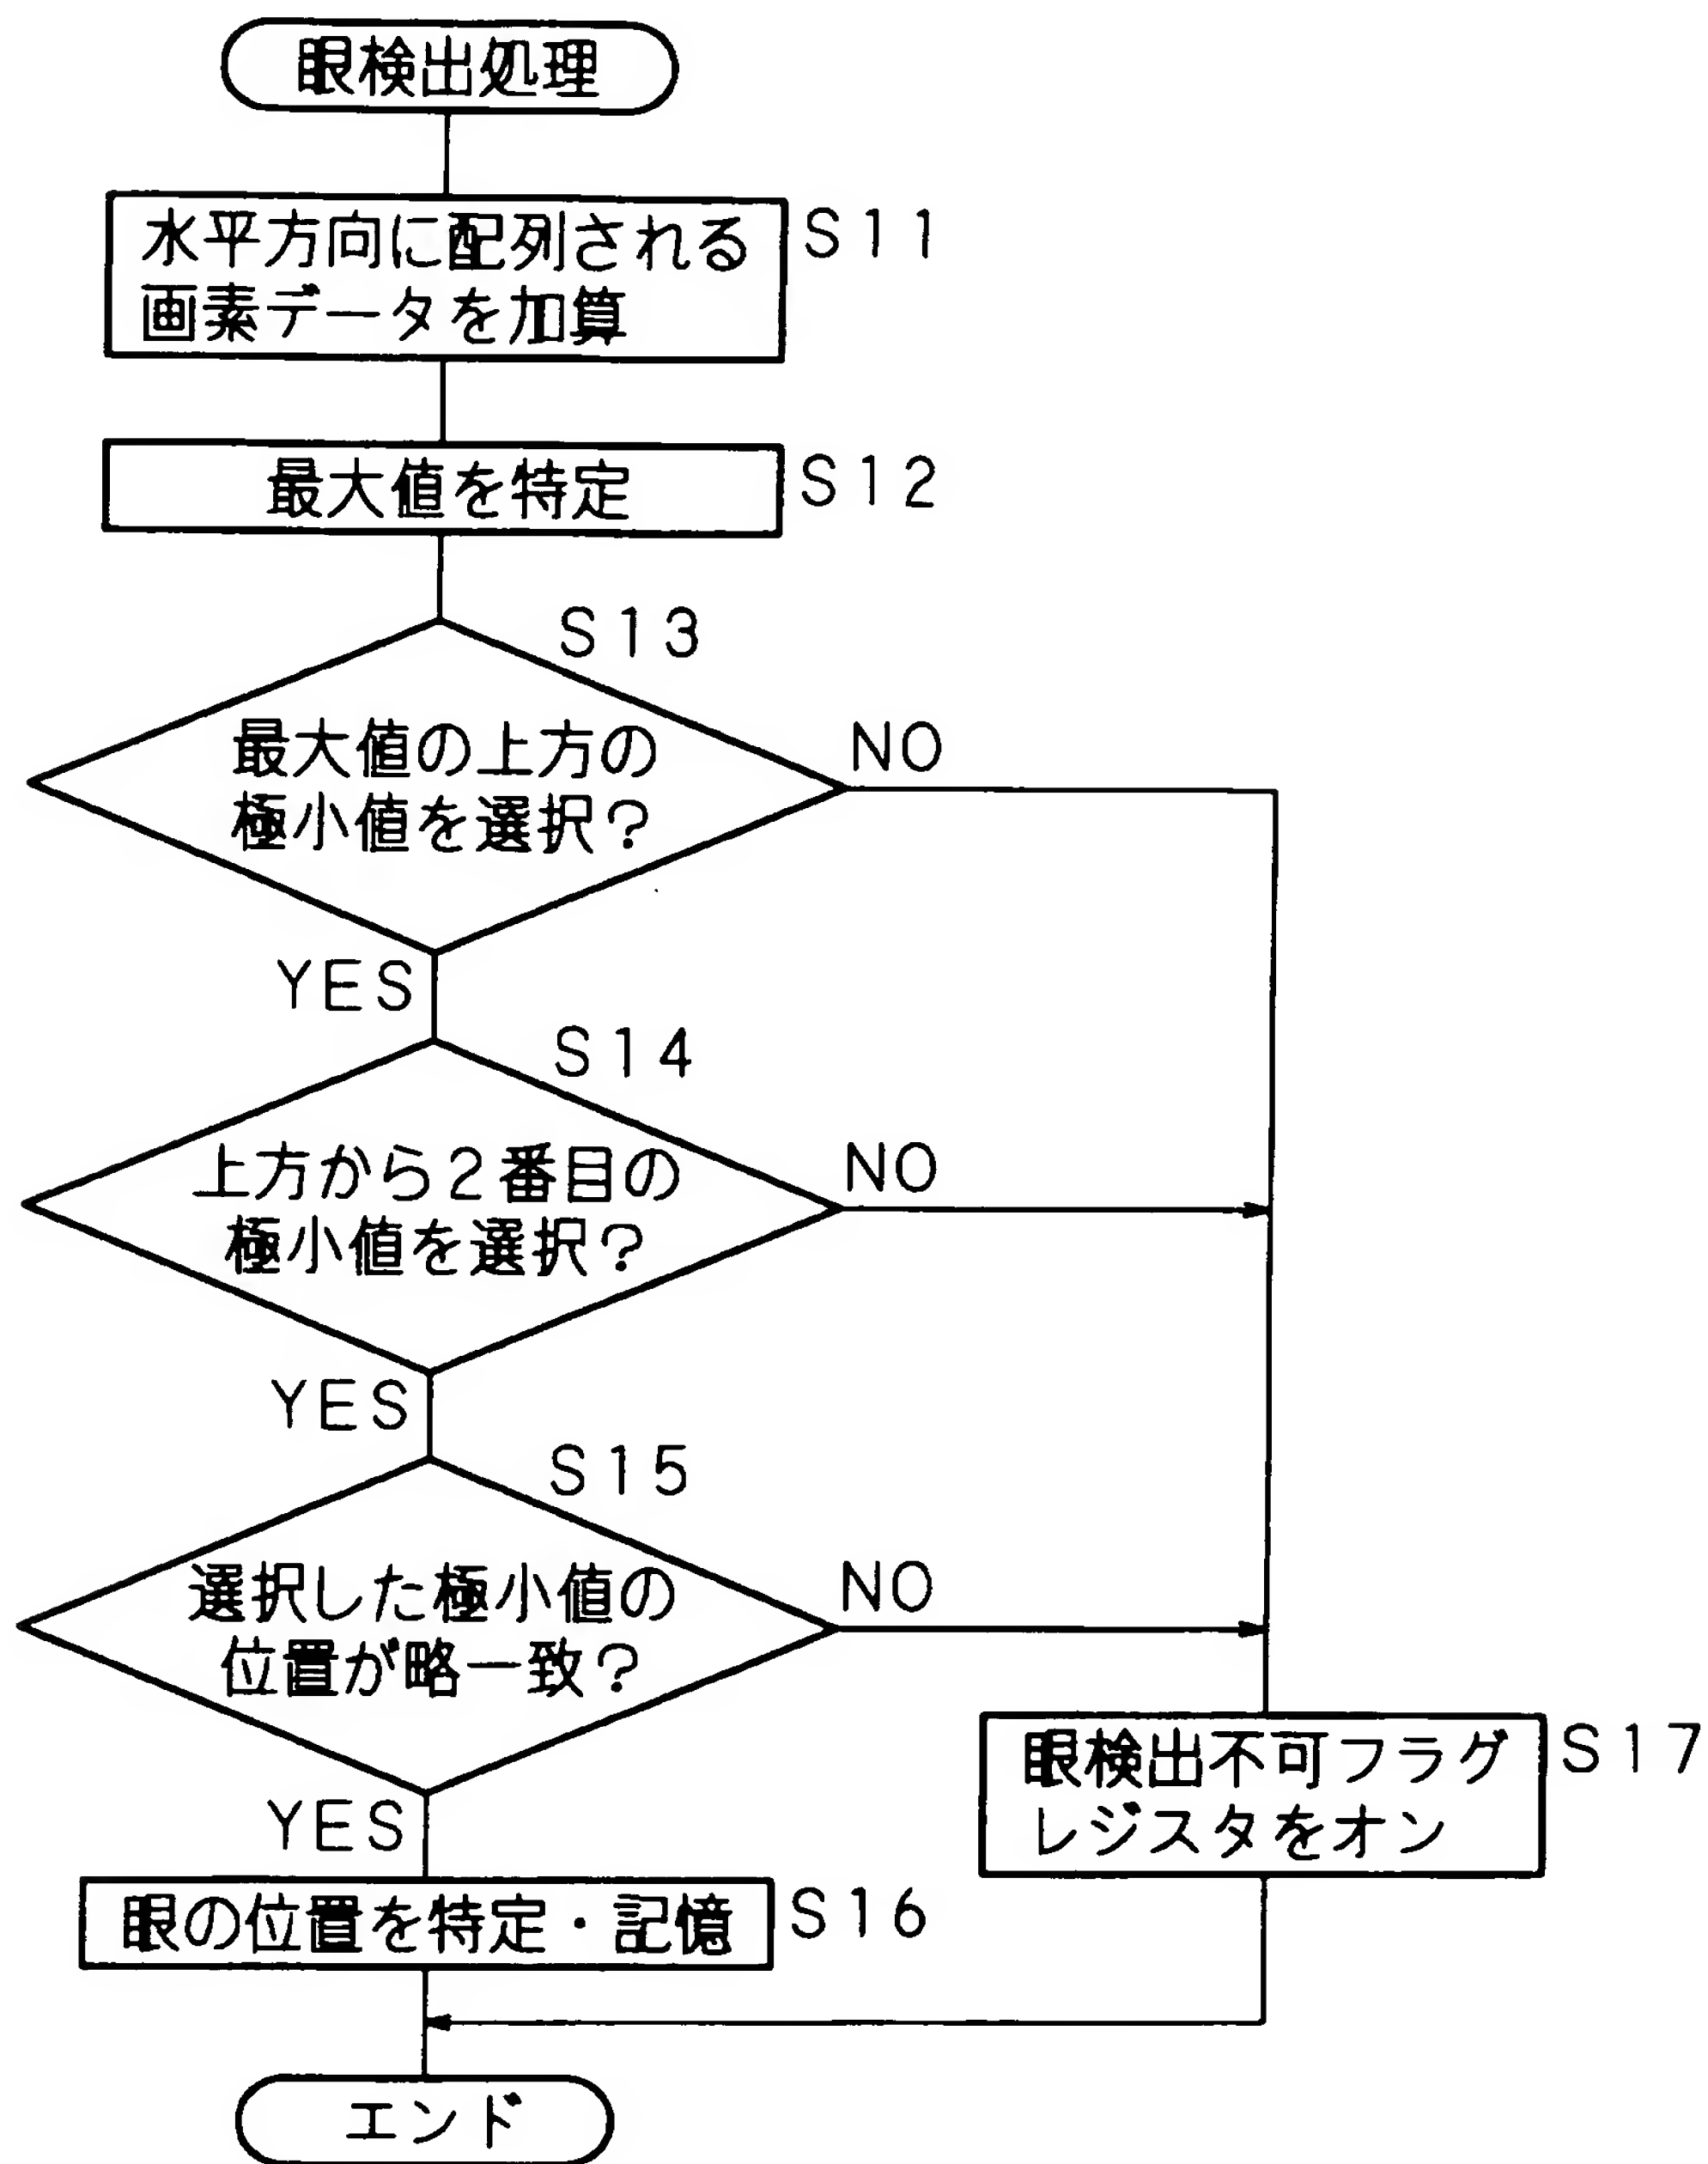 眼検出処理
水平方向に配列される
画素データを加算
S11
最大値を特定
S12
S13
最大値の上方の
極小値を選択？
NO
YES
S14
上方から2番目の
極小値を選択？
NO
YES
S15
選択した極小値の
位置が略一致？
NO
YES
眼検出不可フラグ
レジスタをオン
S17
眼の位置を特定・記憶
S16
エンド